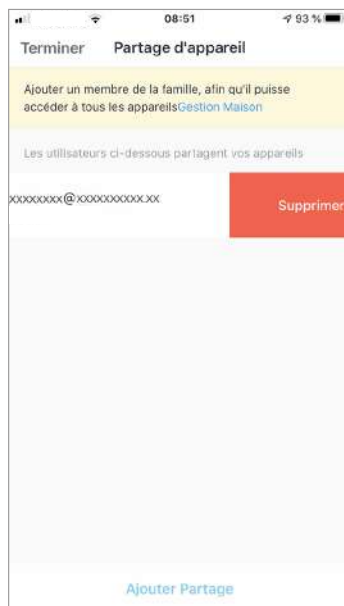 08:51
93 %
Terminer Partage d'appareil
Ajouter un membre de la famille, afin qu'il puisse
accéder à tous les appareilsGestion Maison
Les utilisateurs ci-dessous partagent vos appareils
xxxxxxxx@xxxxxxxxxx.xx Supprimer
Ajouter Partage